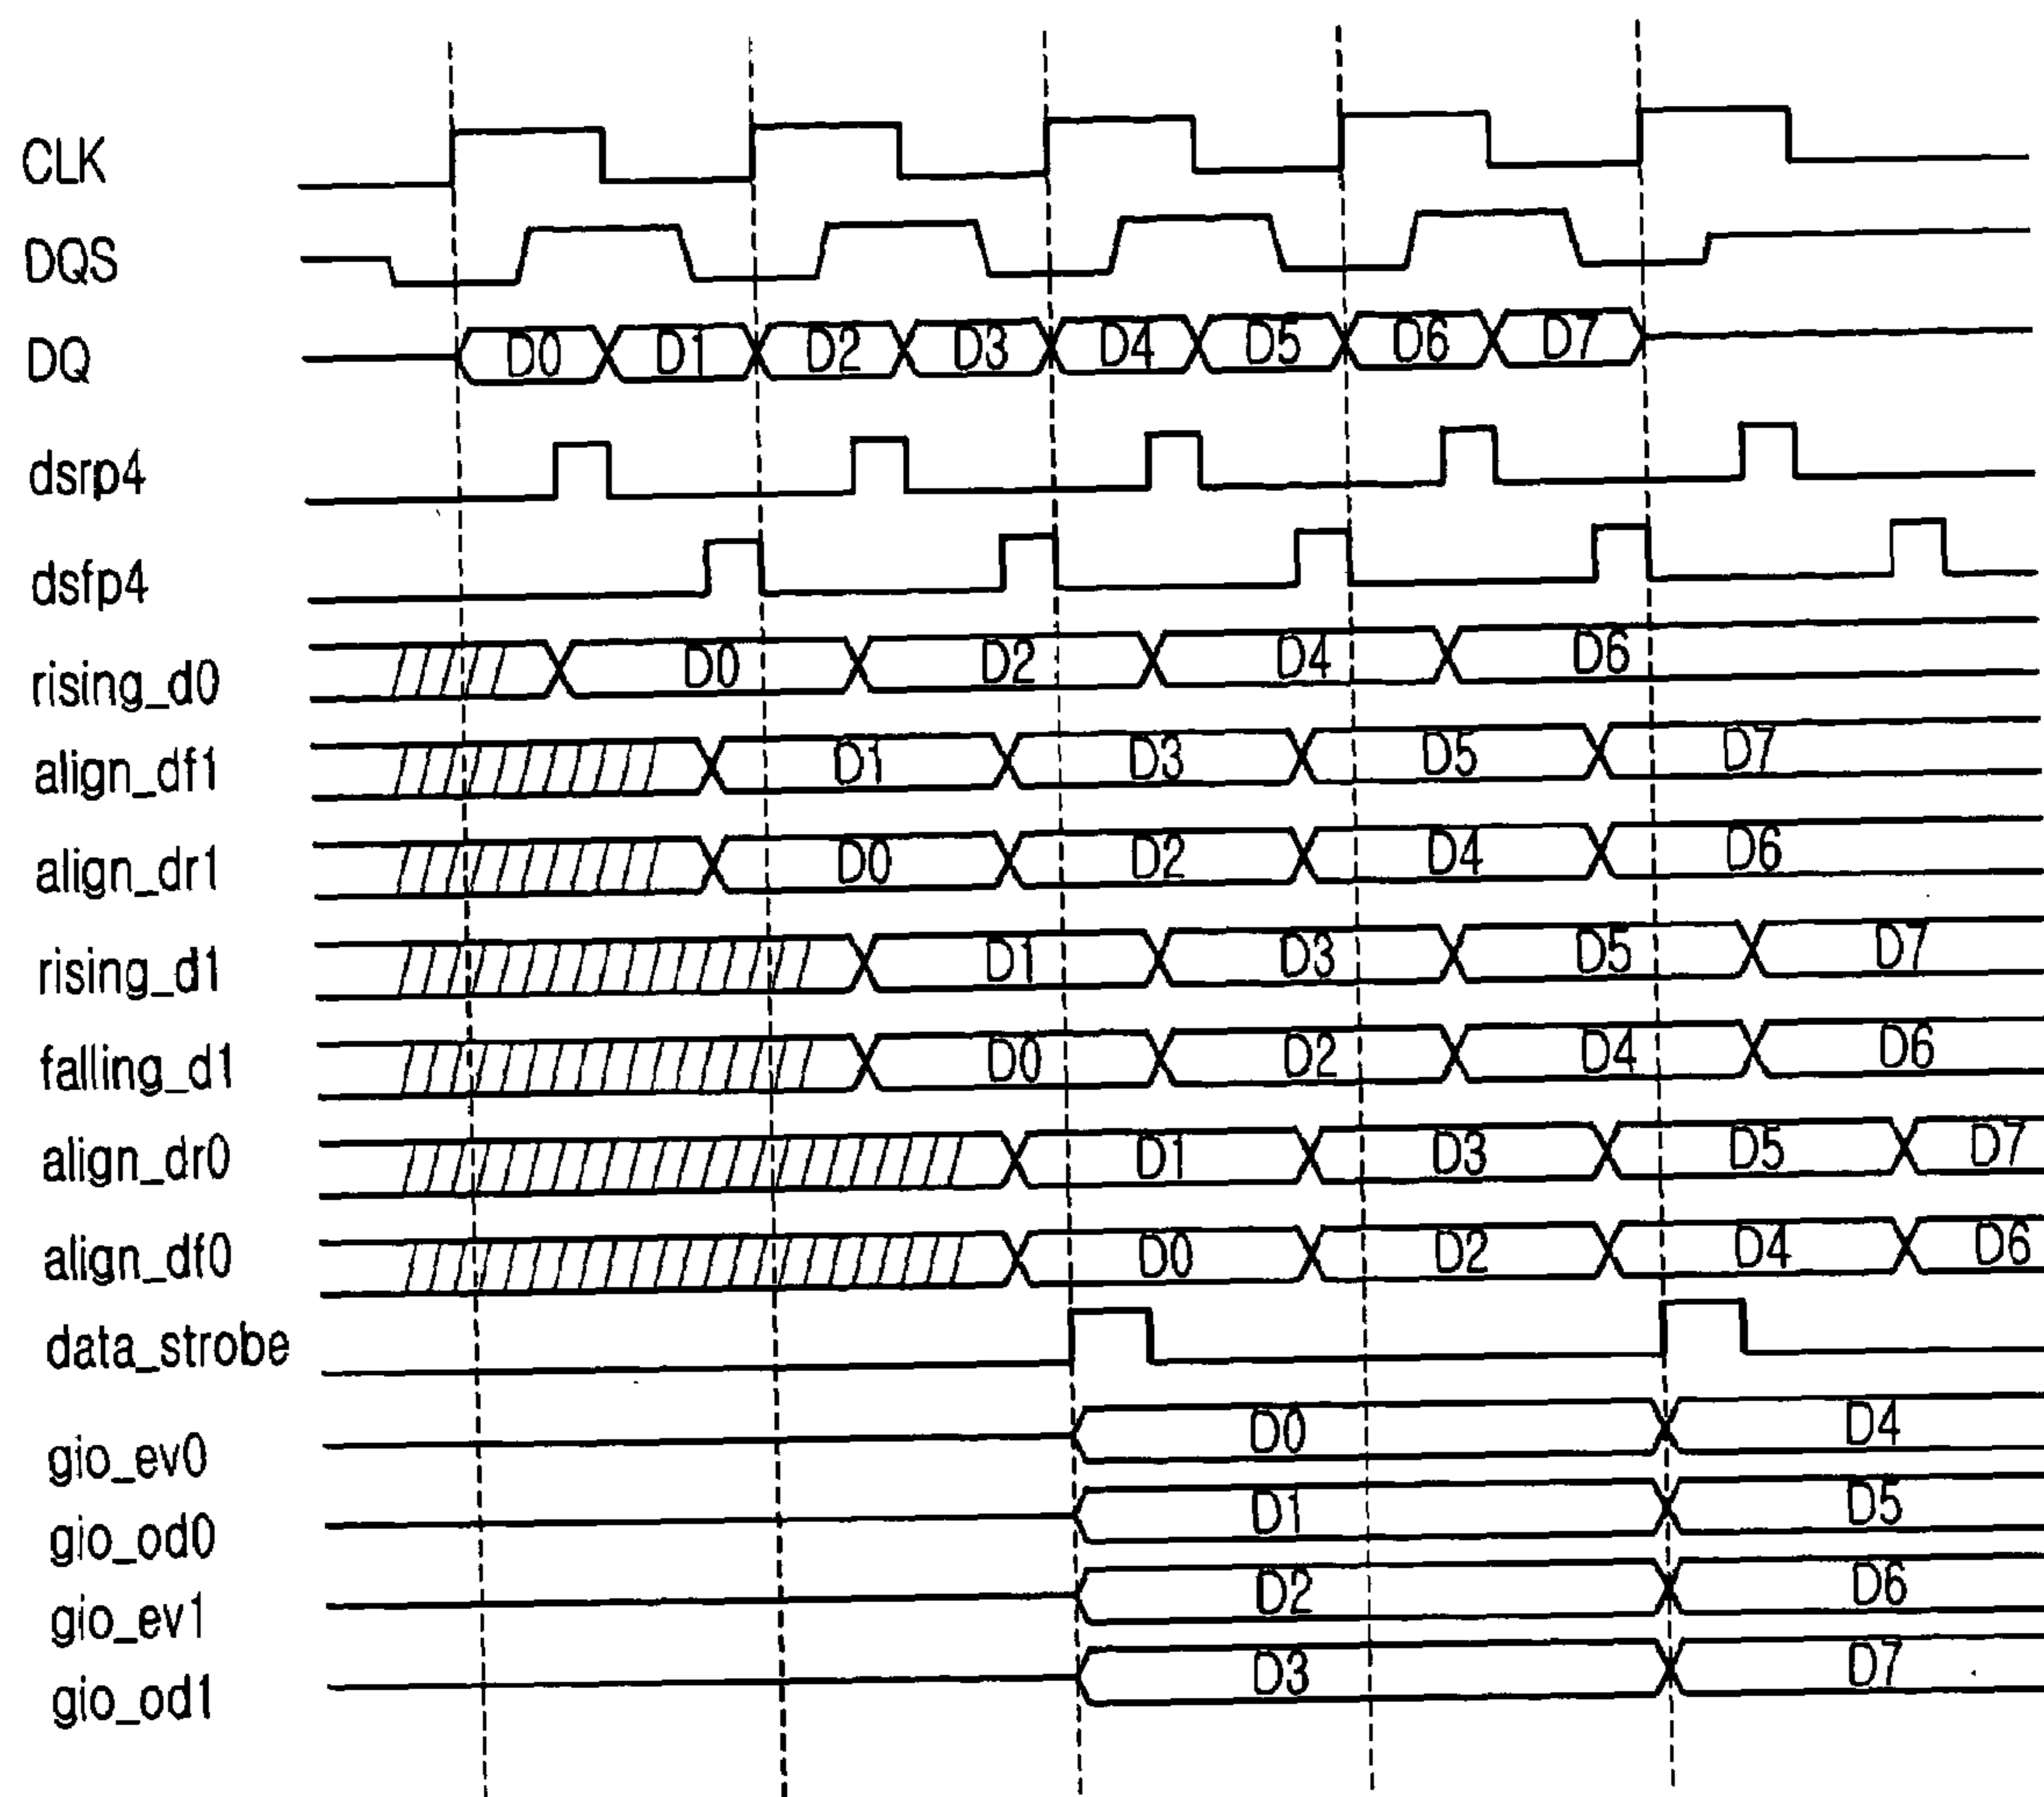 CLK
DQS
DQ D0 D1 D2 D3 D4 D5 D6 D7
dsrp4
dsfp4
rising_d0 D0 D2 D4 D6
align_df1 D1 D3 D5 D7
align_dr1 D0 D2 D4 D6
rising_d1 D1 D3 D5 D7
falling_d1 D0 D2 D4 D6
align_dr0 D1 D3 D5 D7
align_df0 D0 D2 D4 D6
data_strobe
gio_ev0 D0 D4
gio_od0 D1 D5
gio_ev1 D2 D6
gio_od1 D3 D7